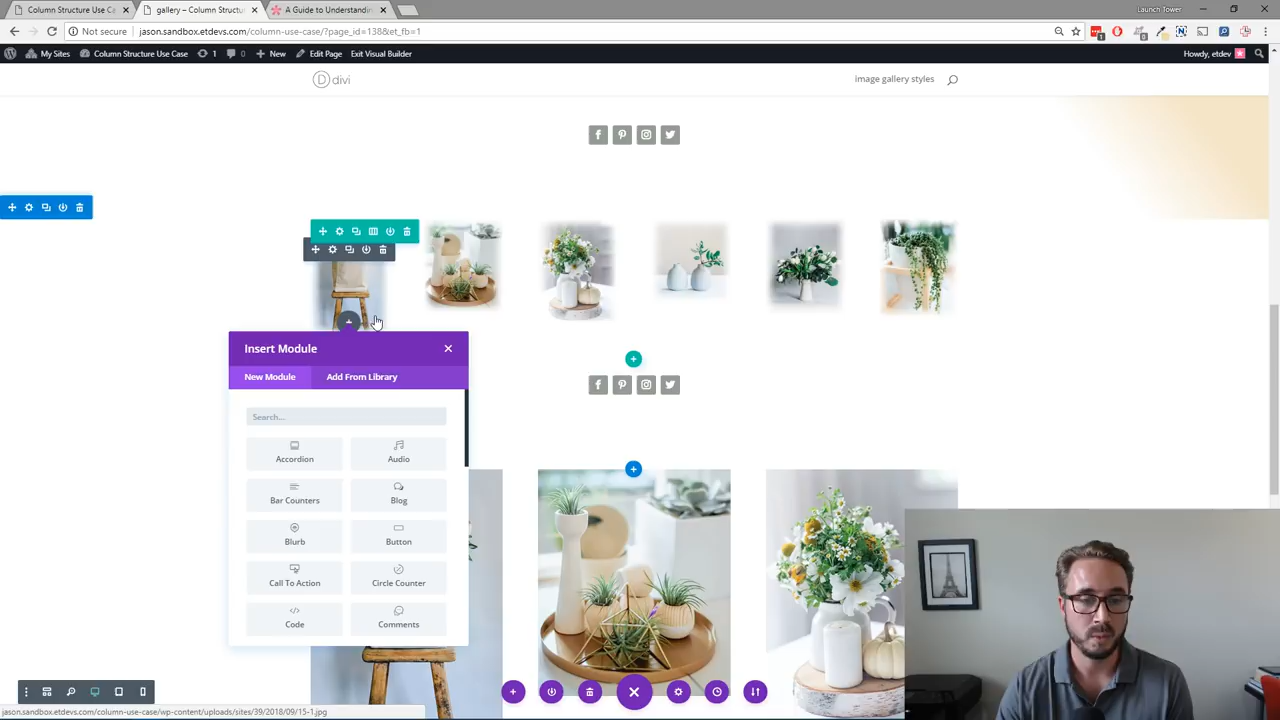 Column Structure Use Ca
gallery – Column Structure
A Guide to Understanding
Launch Tower
Not secure
jason.sandbox.etdevs.com/column-use-case/?page_id=138&et_fb=1
My Sites
Column Structure Use Case
1
0
New
Edit Page
Exit Visual Builder
Howdy, etdev
D divi
image gallery styles
Insert Module
New Module
Add From Library
Search...
Accordion
Audio
Bar Counters
Blog
Blurb
Button
Call To Action
Circle Counter
Code
Comments
jason.sandbox.etdevs.com/column-use-case/wp-content/uploads/sites/39/2018/09/15-1.jpg